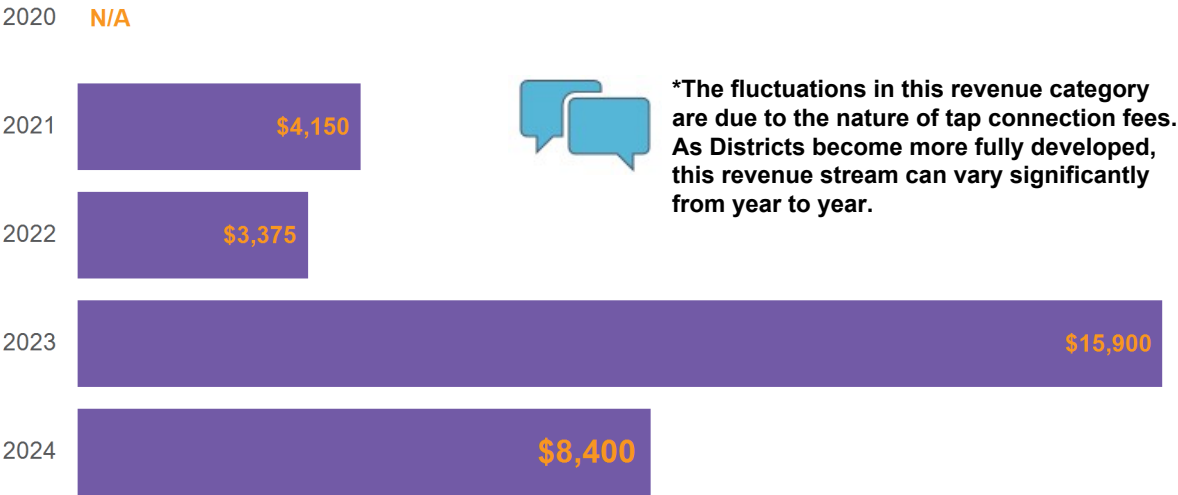 2020 N/A
*The fluctuations in this revenue category
are due to the nature of tap connection fees.
As Districts become more fully developed,
this revenue stream can vary significantly
from year to year.
2021 $4,150
2022 $3,375
2023 $15,900
2024 $8,400